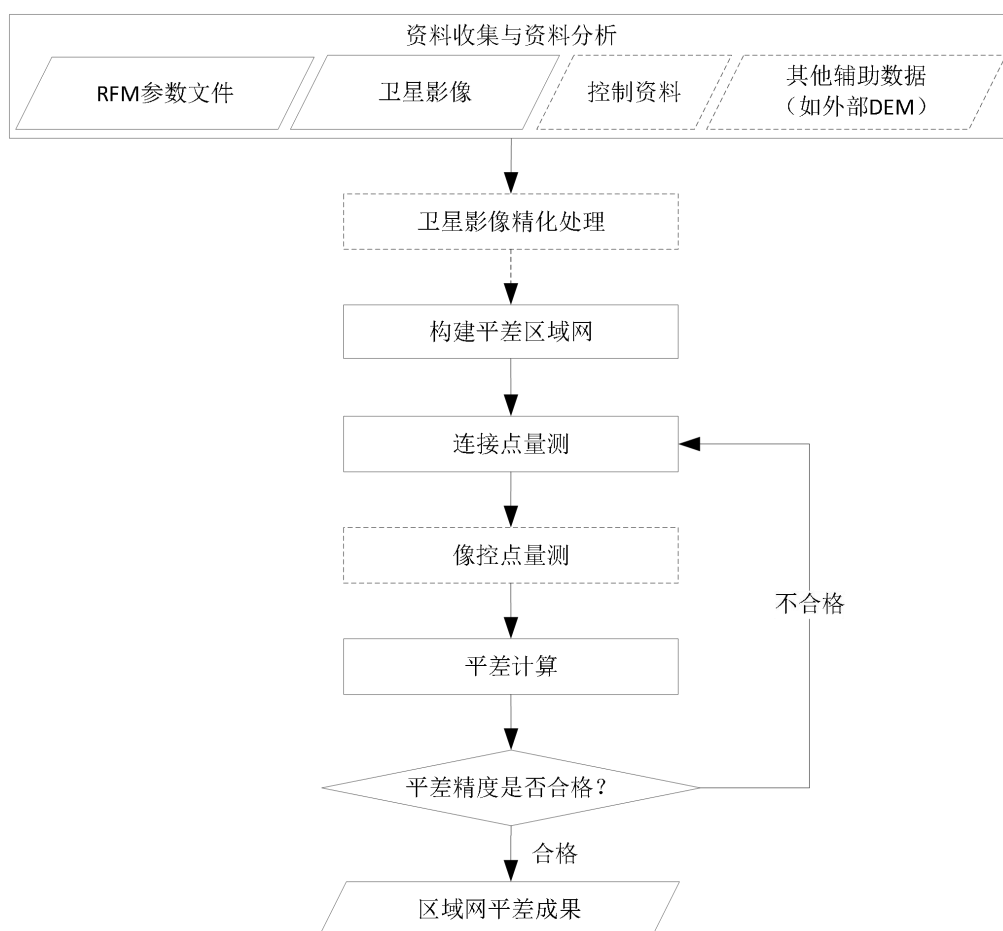 资料收集与资料分析
RFM参数文件
卫星影像
控制资料
其他辅助数据
（如外部DEM）
卫星影像精化处理
构建平差区域网
连接点量测
像控点量测
不合格
平差计算
平差精度是否合格？
合格
区域网平差成果